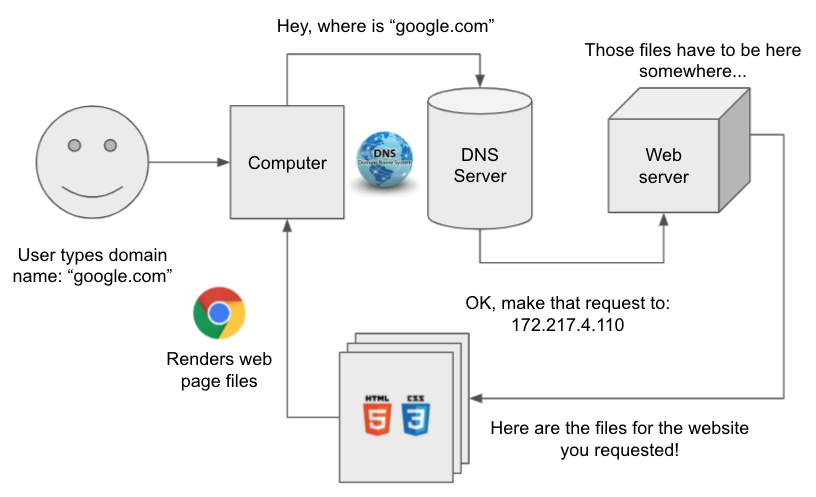 Hey, where is “google.com”
Those files have to be here
somewhere...
Computer
DNS
Domain Name System
DNS
Server
Web
server
User types domain
name: “google.com”
OK, make that request to:
172.217.4.110
Renders web
page files
HTML
5
CSS
3
Here are the files for the website
you requested!